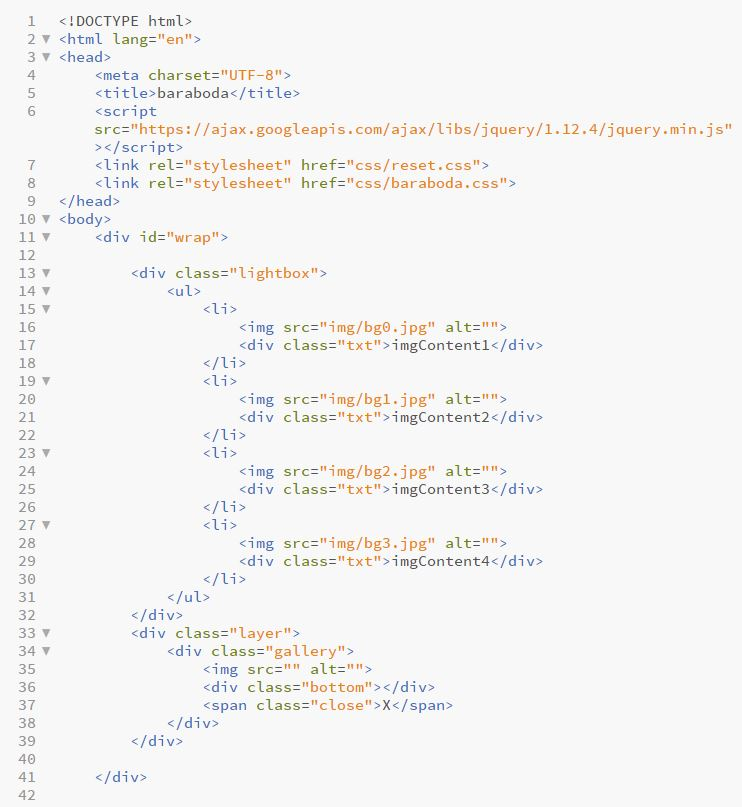 1 <!DOCTYPE html>
2 ▼ <html lang="en">
3 ▼ <head>
4 <meta charset="UTF-8">
5 <title>baraboda</title>
6 <script
src="https://ajax.googleapis.com/ajax/libs/jquery/1.12.4/jquery.min.js"
></script>
7 <link rel="stylesheet" href="css/reset.css">
8 <link rel="stylesheet" href="css/baraboda.css">
9 </head>
10 ▼ <body>
11 ▼ <div id="wrap">
12
13 ▼ <div class="lightbox">
14 ▼ <ul>
15 ▼ <li>
16 <img src="img/bg0.jpg" alt="">
17 <div class="txt">imgContent1</div>
18 </li>
19 ▼ <li>
20 <img src="img/bg1.jpg" alt="">
21 <div class="txt">imgContent2</div>
22 </li>
23 ▼ <li>
24 <img src="img/bg2.jpg" alt="">
25 <div class="txt">imgContent3</div>
26 </li>
27 ▼ <li>
28 <img src="img/bg3.jpg" alt="">
29 <div class="txt">imgContent4</div>
30 </li>
31 </ul>
32 </div>
33 ▼ <div class="layer">
34 ▼ <div class="gallery">
35 <img src="" alt="">
36 <div class="bottom"></div>
37 <span class="close">X</span>
38 </div>
39 </div>
40
41 </div>
42